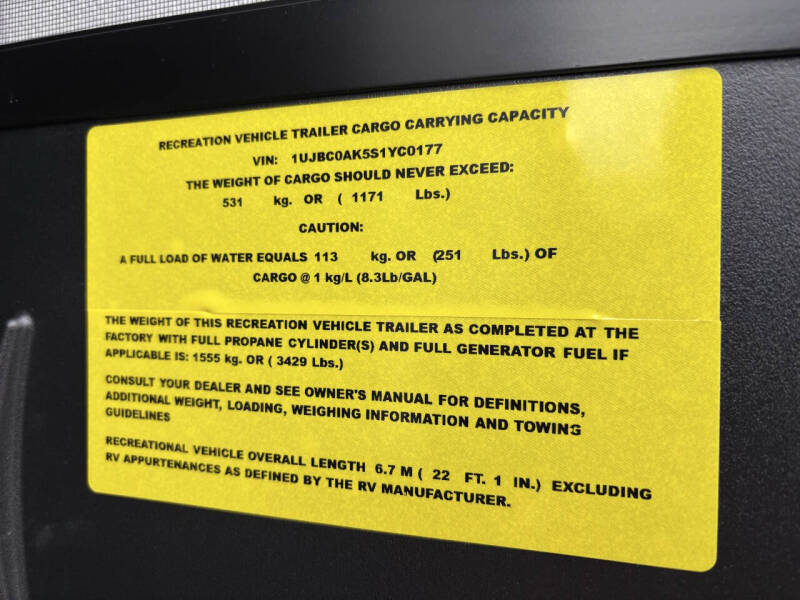 RECREATION VEHICLE TRAILER CARGO CARRYING CAPACITY
VIN: 1UJBC0AK5S1YC0177
THE WEIGHT OF CARGO SHOULD NEVER EXCEED:
531 kg. OR ( 1171 Lbs.)
CAUTION:
A FULL LOAD OF WATER EQUALS 113 kg. OR (251 Lbs.) OF
CARGO @ 1 kg/L (8.3Lb/GAL)
THE WEIGHT OF THIS RECREATION VEHICLE TRAILER AS COMPLETED AT THE
FACTORY WITH FULL PROPANE CYLINDER(S) AND FULL GENERATOR FUEL IF
APPLICABLE IS: 1555 kg. OR ( 3429 Lbs.)
CONSULT YOUR DEALER AND SEE OWNER'S MANUAL FOR DEFINITIONS,
ADDITIONAL WEIGHT, LOADING, WEIGHING INFORMATION AND TOWING
GUIDELINES
RECREATIONAL VEHICLE OVERALL LENGTH 6.7 M ( 22 FT. 1 IN.) EXCLUDING
RV APPURTENANCES AS DEFINED BY THE RV MANUFACTURER.